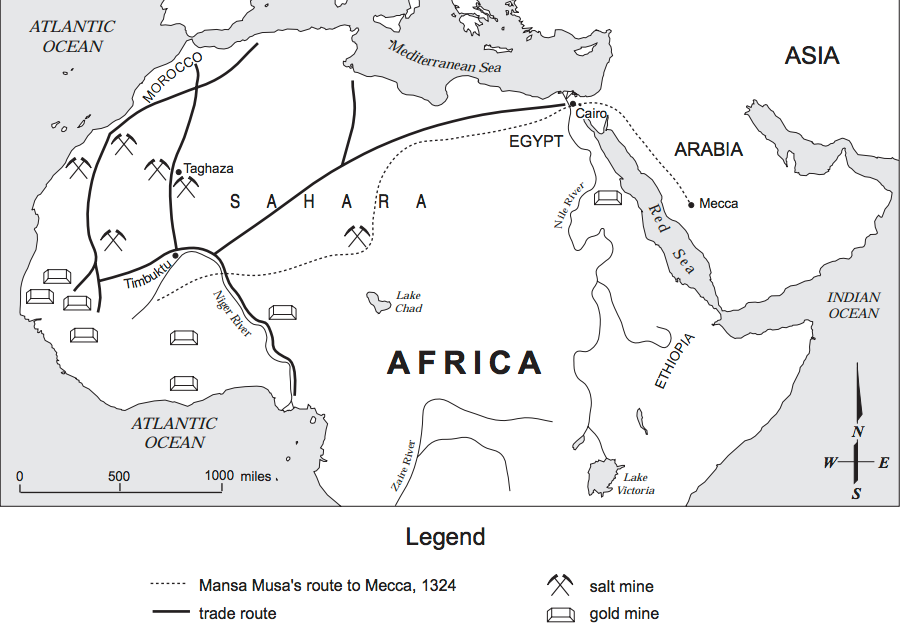 ATLANTIC
OCEAN
Mediterranean Sea
ASIA
MOROCCO
Cairo
EGYPT
ARABIA
Taghaza
SAHARA
Nile River
Mecca
Red Sea
Timbuktu
Niger River
Lake
Chad
INDIAN
OCEAN
AFRICA
ETHIOPIA
ATLANTIC
OCEAN
Zaire River
Lake
Victoria
N
W E
S
0 500 1000 miles
Legend
Mansa Musa's route to Mecca, 1324
salt mine
trade route
gold mine